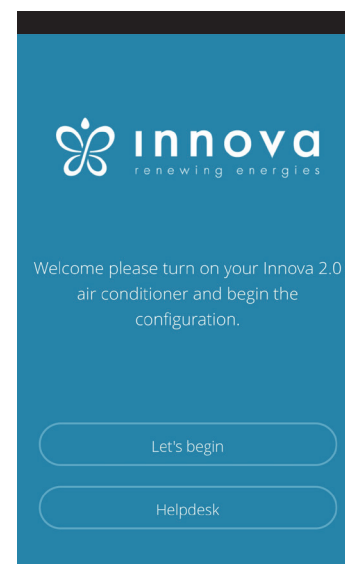 innova
renewing energies
Welcome please turn on your Innova 2.0
air conditioner and begin the
configuration.
Let's begin
Helpdesk